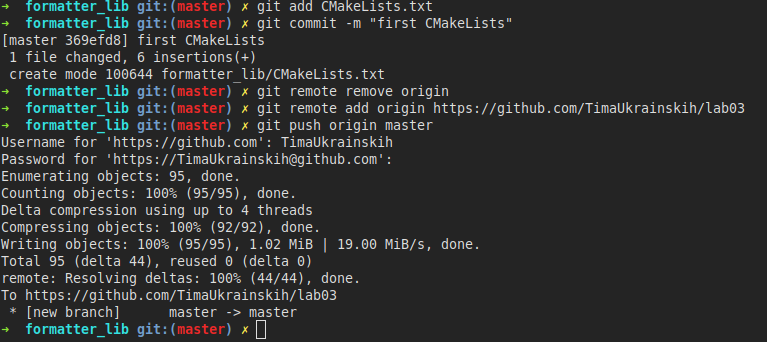 ➜  formatter_lib git:(master) ✗ git add CMakeLists.txt
➜  formatter_lib git:(master) ✗ git commit -m "first CMakeLists"
[master 369efd8] first CMakeLists
 1 file changed, 6 insertions(+)
 create mode 100644 formatter_lib/CMakeLists.txt
➜  formatter_lib git:(master) ✗ git remote remove origin
➜  formatter_lib git:(master) ✗ git remote add origin https://github.com/TimaUkrainskih/lab03
➜  formatter_lib git:(master) ✗ git push origin master
Username for 'https://github.com': TimaUkrainskih
Password for 'https://TimaUkrainskih@github.com':
Enumerating objects: 95, done.
Counting objects: 100% (95/95), done.
Delta compression using up to 4 threads
Compressing objects: 100% (92/92), done.
Writing objects: 100% (95/95), 1.02 MiB | 19.00 MiB/s, done.
Total 95 (delta 44), reused 0 (delta 0)
remote: Resolving deltas: 100% (44/44), done.
To https://github.com/TimaUkrainskih/lab03
 * [new branch]      master -> master
➜  formatter_lib git:(master) ✗